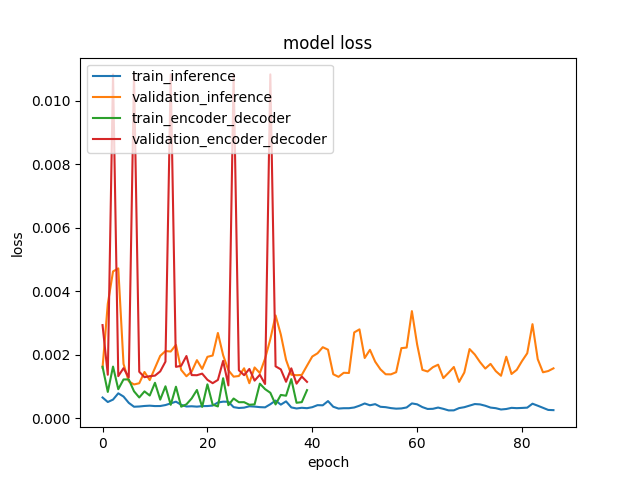 model loss
train_inference
validation_inference
train_encoder_decoder
validation_encoder_decoder
0.010
0.008
0.006
0.004
0.002
0.000
loss
0 20 40 60 80
epoch